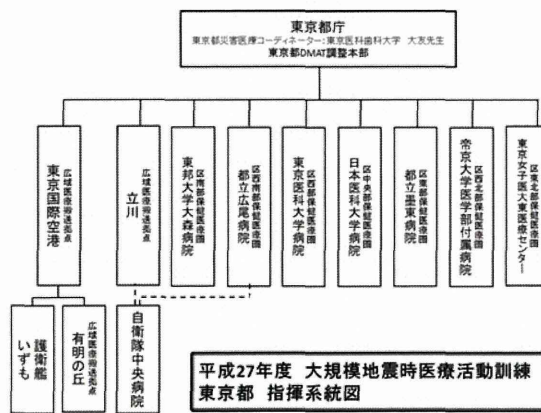 東京都庁
東京都災害医療コーディネーター：東京医科歯科大学　大友先生
東京都DMAT調整本部
広域医療搬送拠点
東京国際空港
広域医療搬送拠点
立川
区南部保健医療圏
東邦大学大森病院
区西南部保健医療圏
都立広尾病院
区西部保健医療圏
東京医科大学病院
区中央部保健医療圏
日本医科大学病院
区東部保健医療圏
都立墨東病院
区西北部保健医療圏
帝京大学医学部付属病院
区東北部保健医療圏
東京女子医大東医療センター
護衛艦
いずも
広域医療搬送拠点
有明の丘
自衛隊中央病院
平成27年度　大規模地震時医療活動訓練
東京都　指揮系統図